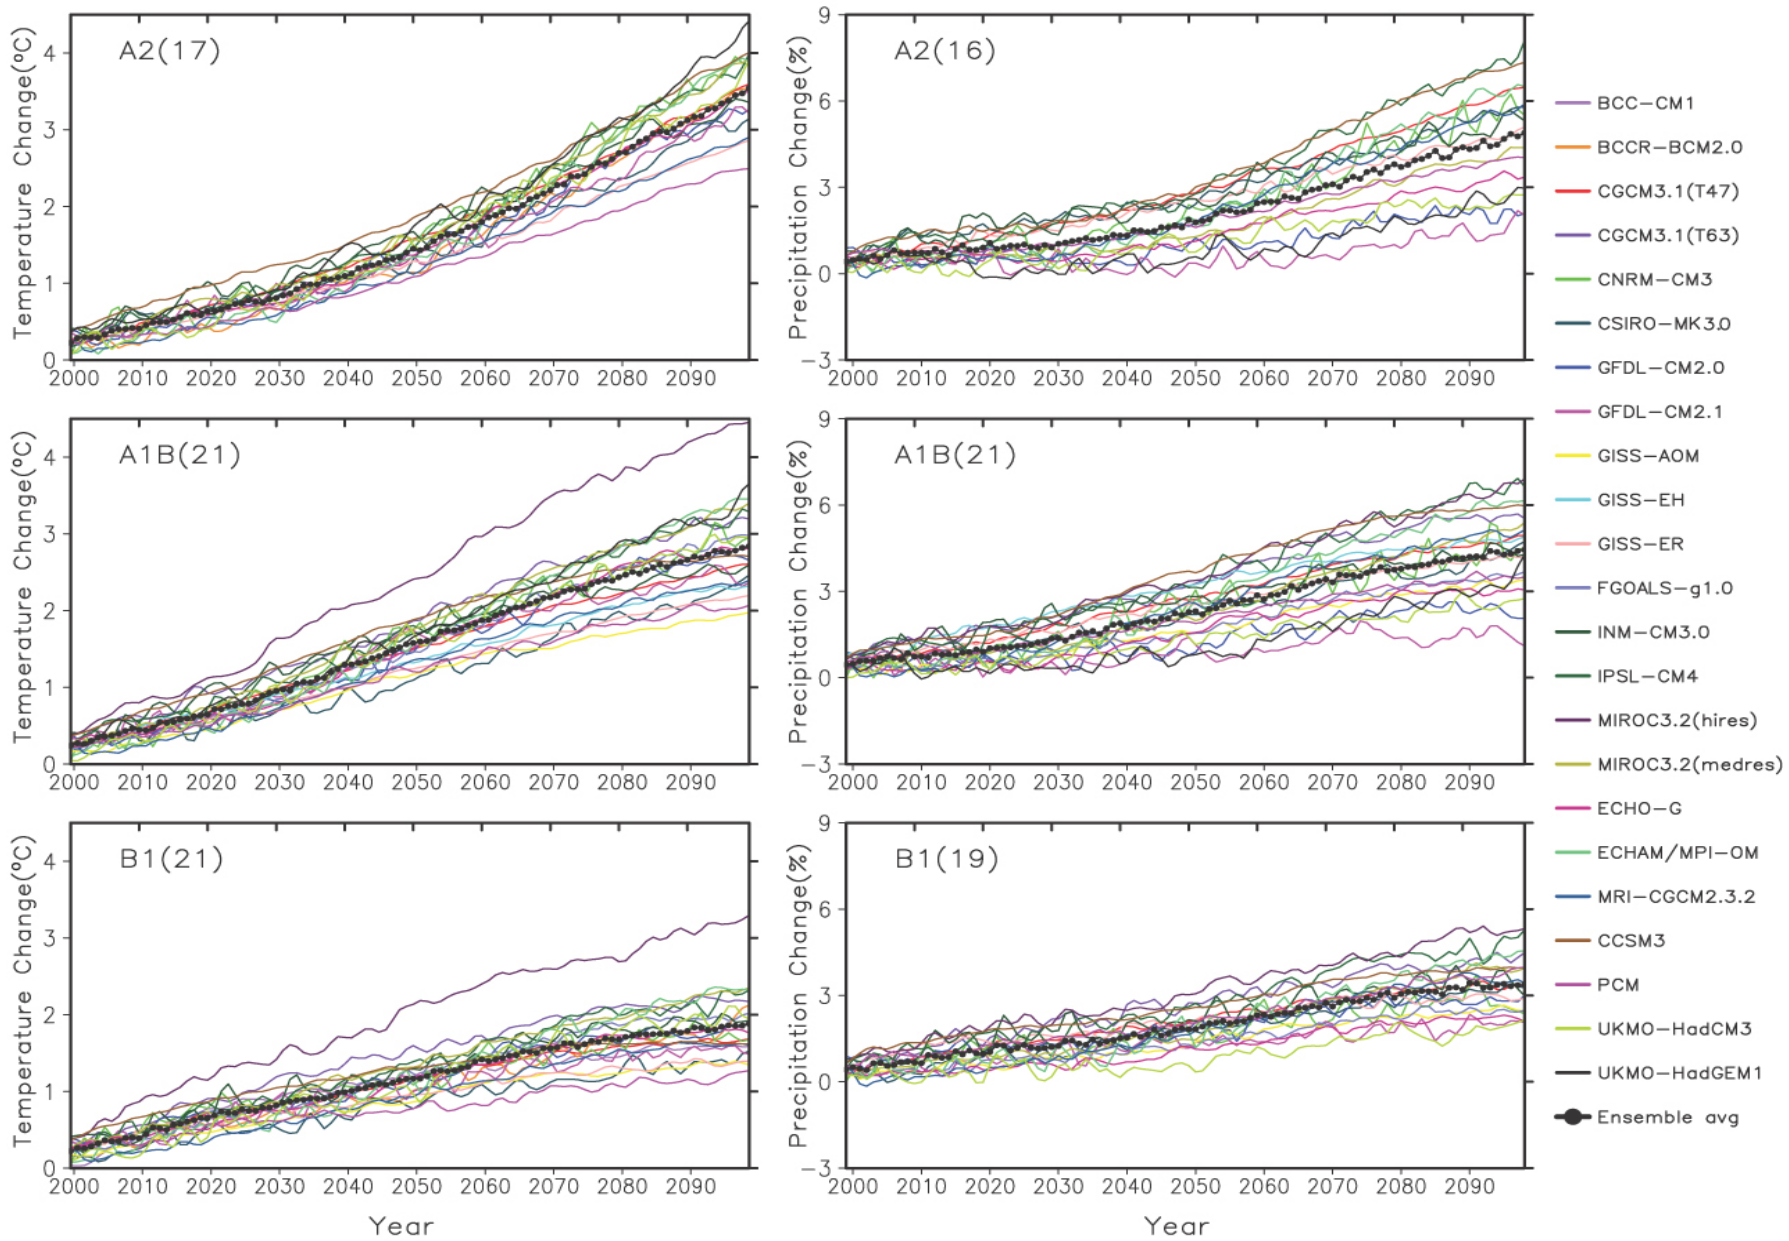 Temperature Change(ºC)
A2(17)
4
3
2
1
0
2000 2010 2020 2030 2040 2050 2060 2070 2080 2090
Precipitation Change(%)
A2(16)
9
6
3
0
−3
2000 2010 2020 2030 2040 2050 2060 2070 2080 2090
Temperature Change(ºC)
A1B(21)
4
3
2
1
0
2000 2010 2020 2030 2040 2050 2060 2070 2080 2090
Precipitation Change(%)
A1B(21)
9
6
3
0
−3
2000 2010 2020 2030 2040 2050 2060 2070 2080 2090
Temperature Change(ºC)
B1(21)
4
3
2
1
0
2000 2010 2020 2030 2040 2050 2060 2070 2080 2090
Year
Precipitation Change(%)
B1(19)
9
6
3
0
−3
2000 2010 2020 2030 2040 2050 2060 2070 2080 2090
Year
BCC−CM1
BCCR−BCM2.0
CGCM3.1(T47)
CGCM3.1(T63)
CNRM−CM3
CSIRO−MK3.0
GFDL−CM2.0
GFDL−CM2.1
GISS−AOM
GISS−EH
GISS−ER
FGOALS−g1.0
INM−CM3.0
IPSL−CM4
MIROC3.2(hires)
MIROC3.2(medres)
ECHO−G
ECHAM/MPI−OM
MRI−CGCM2.3.2
CCSM3
PCM
UKMO−HadCM3
UKMO−HadGEM1
Ensemble avg